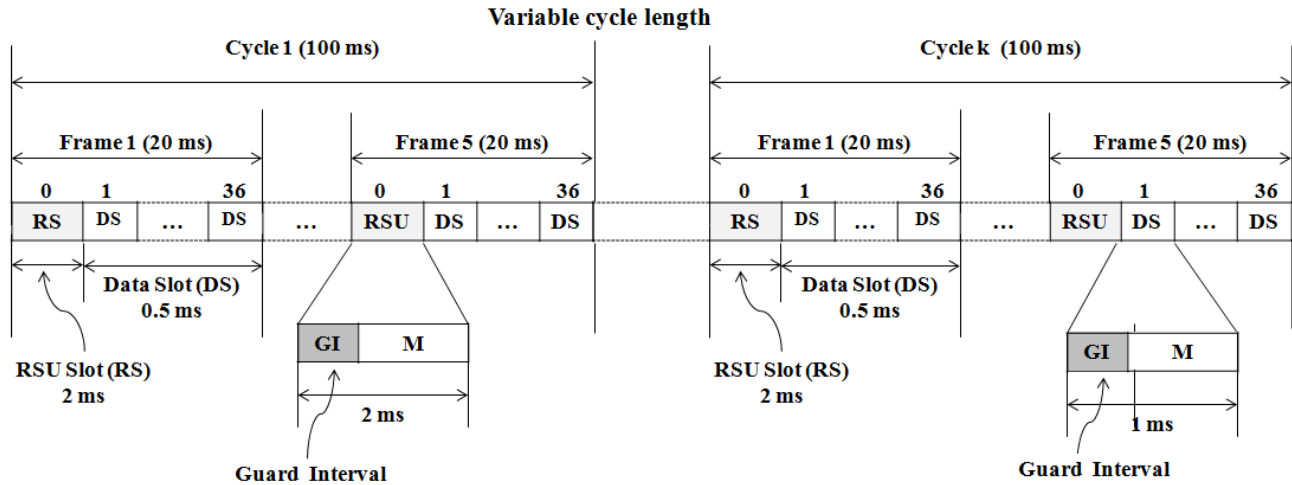 Variable cycle length
Cycle 1 (100 ms) Cycle k (100 ms)
Frame 1 (20 ms) Frame 5 (20 ms) Frame 1 (20 ms) Frame 5 (20 ms)
0 1 36 0 1 36 0 1 36 0 1 36
RS DS ... DS ... RSU DS ... DS RS DS ... DS ... RSU DS ... DS
Data Slot (DS) Data Slot (DS)
0.5 ms 0.5 ms
GI M GI M
RSU Slot (RS) RSU Slot (RS)
2 ms 2 ms
2 ms 1 ms
Guard Interval Guard Interval